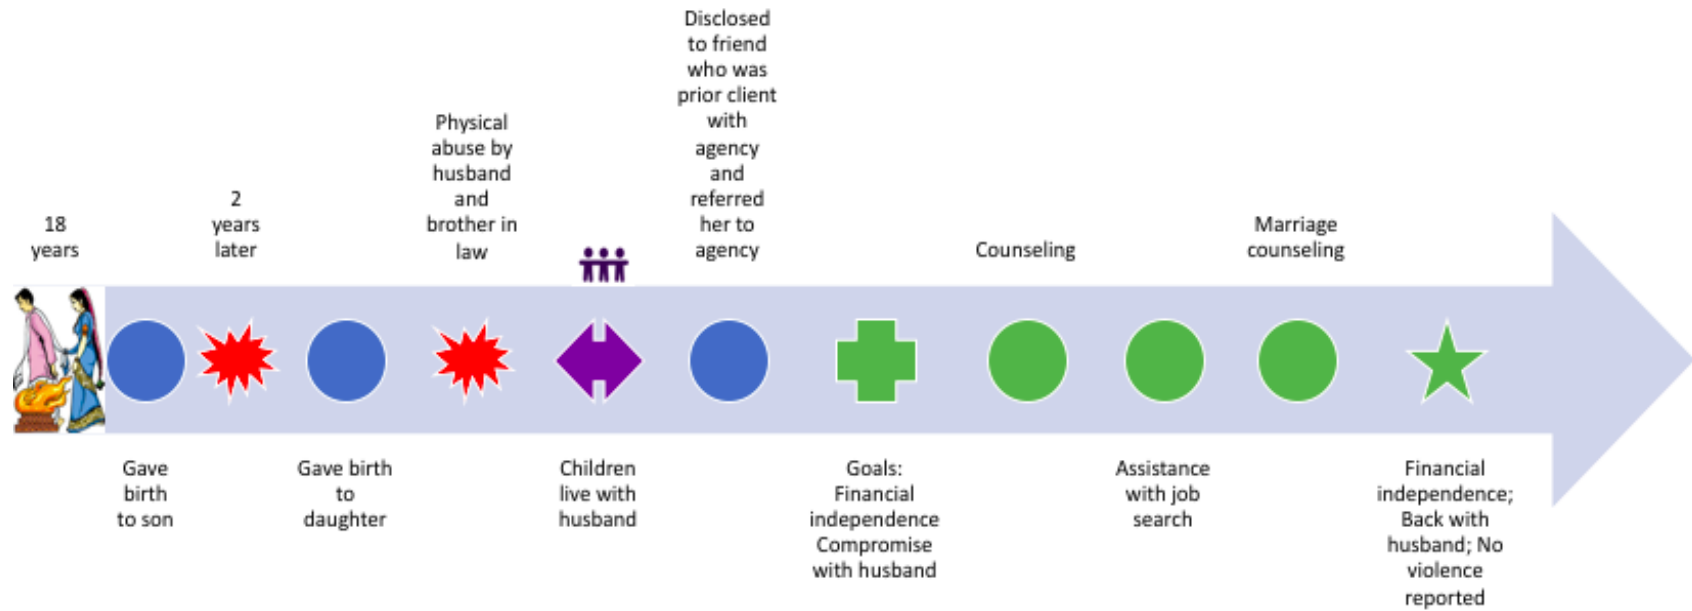 18
years
Gave
birth
to son
2
years
later
Gave birth
to
daughter
Physical
abuse by
husband
and
brother in
law
Children
live with
husband
Disclosed
to friend
who was
prior client
with
agency
and
referred
her to
agency
Goals:
Financial
independence
Compromise
with husband
Counseling
Assistance
with job
search
Marriage
counseling
Financial
independence;
Back with
husband; No
violence
reported